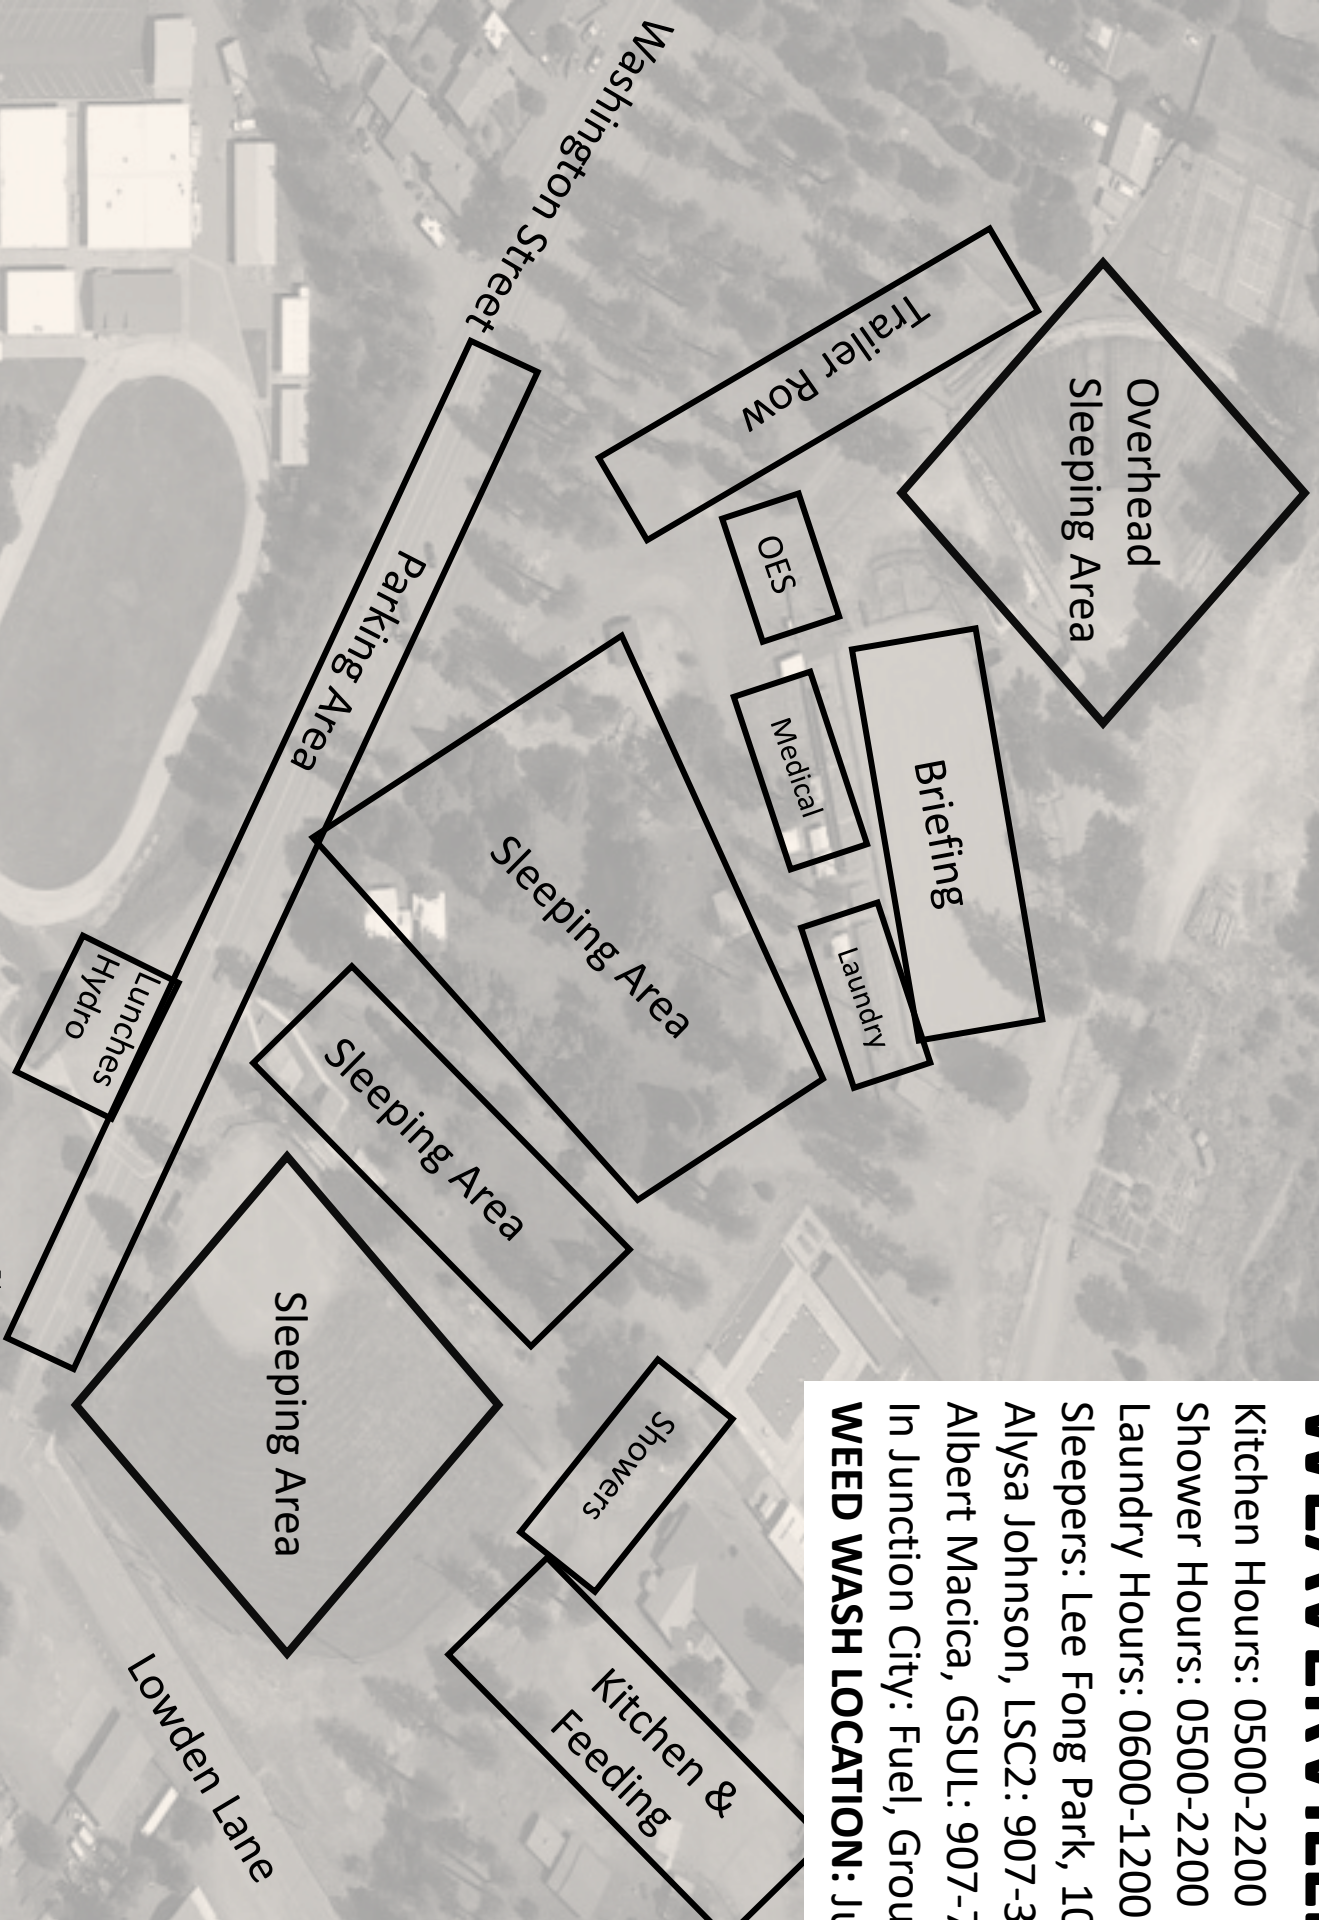 Kitchen Hours: 0500-2200
Shower Hours: 0500-2200
Laundry Hours: 0600-1200
Sleepers: Lee Fong Park, 10
Alysa Johnson, LSC2: 907-3
Albert Macica, GSUL: 907-
In Junction City: Fuel, Grou
WEED WASH LOCATION: Ju
Overhead
Sleeping Area
Trailer Row
OES
Briefing
Medical
Laundry
Washington Street
Parking Area
Sleeping Area
Sleeping Area
Sleeping Area
Lunches
Hydro
Showers
Kitchen &
Feeding
Lowden Lane